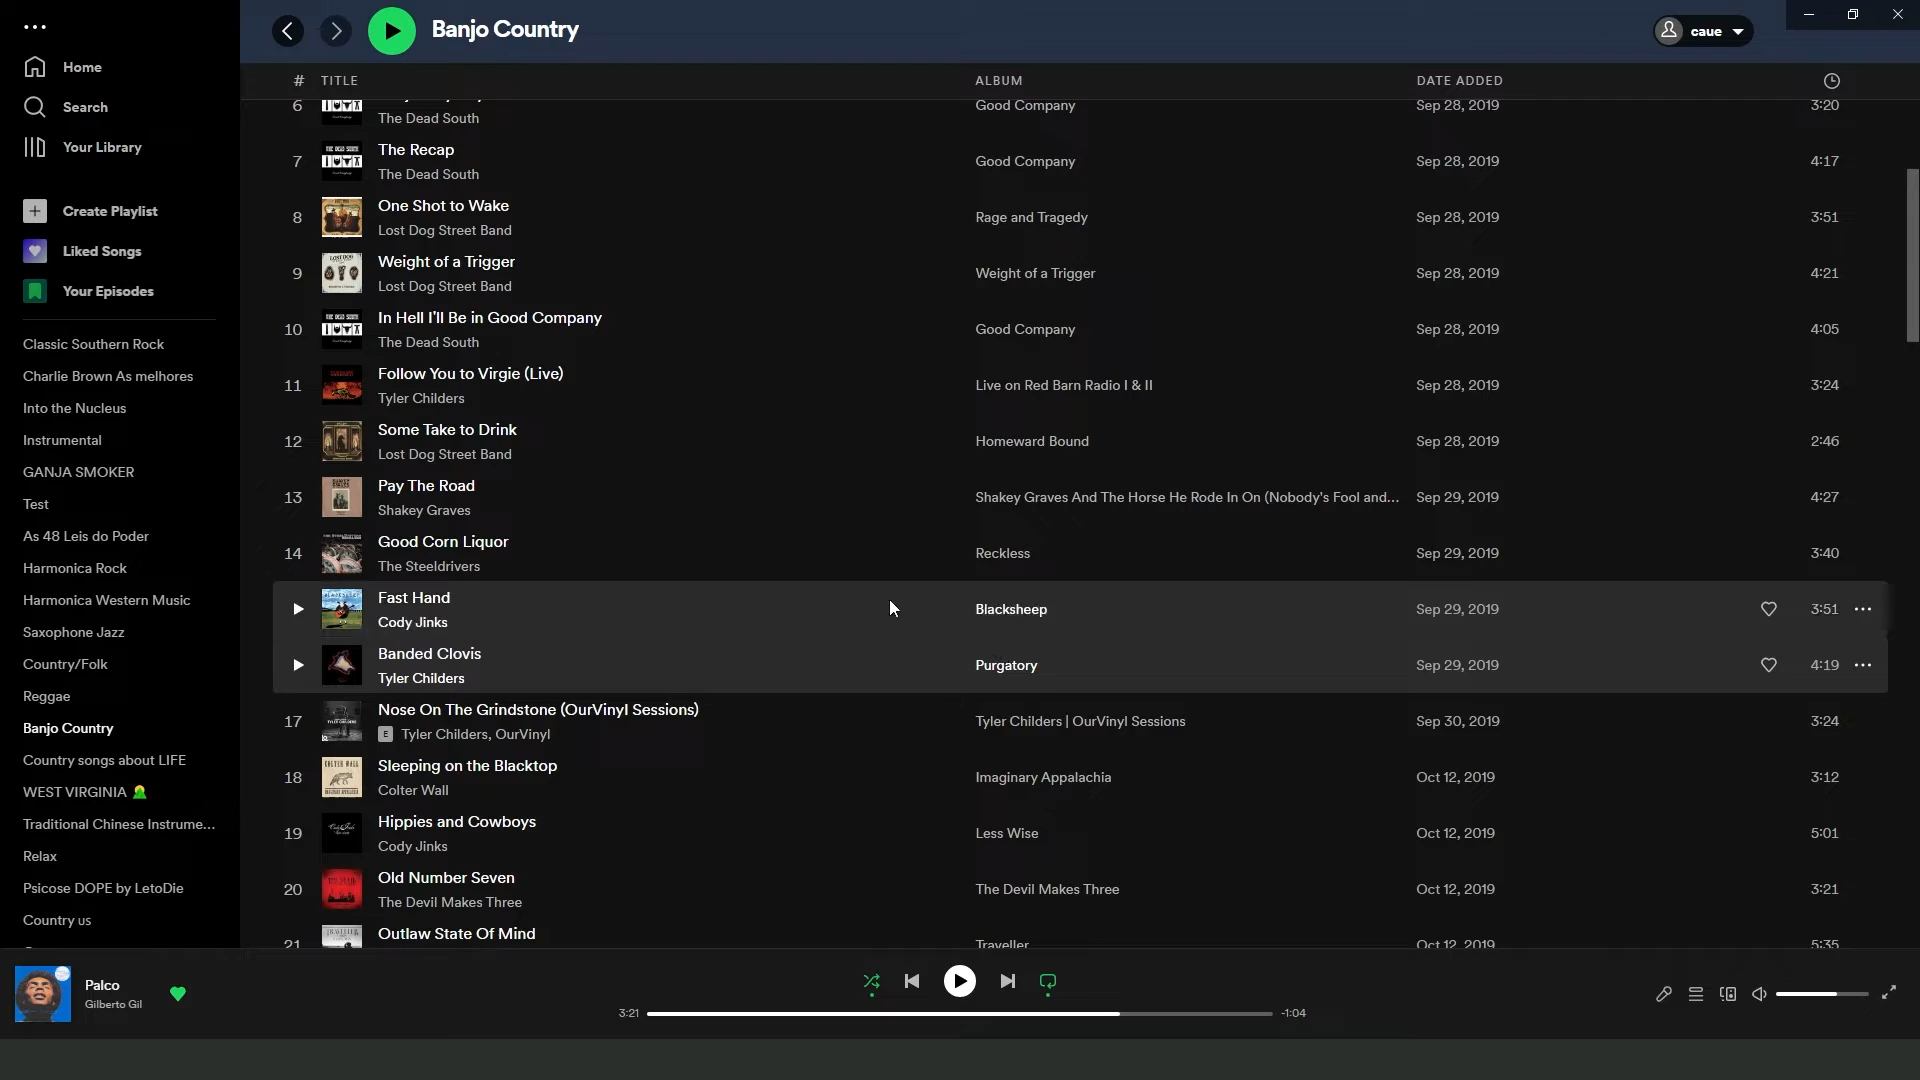 Banjo Country
caue
Home
Search
Your Library
Create Playlist
Liked Songs
Your Episodes
Classic Southern Rock
Charlie Brown As melhores
Into the Nucleus
Instrumental
GANJA SMOKER
Test
As 48 Leis do Poder
Harmonica Rock
Harmonica Western Music
Saxophone Jazz
Country/Folk
Reggae
Banjo Country
Country songs about LIFE
WEST VIRGINIA
Traditional Chinese Instrume...
Relax
Psicose DOPE by LetoDie
Country us
# TITLE ALBUM DATE ADDED
6 Good Company Sep 28, 2019 3:20
The Dead South
The Recap
7 Good Company Sep 28, 2019 4:17
The Dead South
One Shot to Wake
8 Rage and Tragedy Sep 28, 2019 3:51
Lost Dog Street Band
Weight of a Trigger
9 Weight of a Trigger Sep 28, 2019 4:21
Lost Dog Street Band
In Hell I'll Be in Good Company
10 Good Company Sep 28, 2019 4:05
The Dead South
Follow You to Virgie (Live)
11 Live on Red Barn Radio I & II Sep 28, 2019 3:24
Tyler Childers
Some Take to Drink
12 Homeward Bound Sep 28, 2019 2:46
Lost Dog Street Band
Pay The Road
13 Shakey Graves And The Horse He Rode In On (Nobody's Fool and... Sep 29, 2019 4:27
Shakey Graves
Good Corn Liquor
14 Reckless Sep 29, 2019 3:40
The Steeldrivers
Fast Hand
Blacksheep Sep 29, 2019 3:51
Cody Jinks
Banded Clovis
Purgatory Sep 29, 2019 4:19
Tyler Childers
Nose On The Grindstone (OurVinyl Sessions)
17 Tyler Childers | OurVinyl Sessions Sep 30, 2019 3:24
E Tyler Childers, OurVinyl
Sleeping on the Blacktop
18 Imaginary Appalachia Oct 12, 2019 3:12
Colter Wall
Hippies and Cowboys
19 Less Wise Oct 12, 2019 5:01
Cody Jinks
Old Number Seven
20 The Devil Makes Three Oct 12, 2019 3:21
The Devil Makes Three
Outlaw State Of Mind
21 Traveller Oct 12, 2019 5:35
Palco
Gilberto Gil
3:21 -1:04